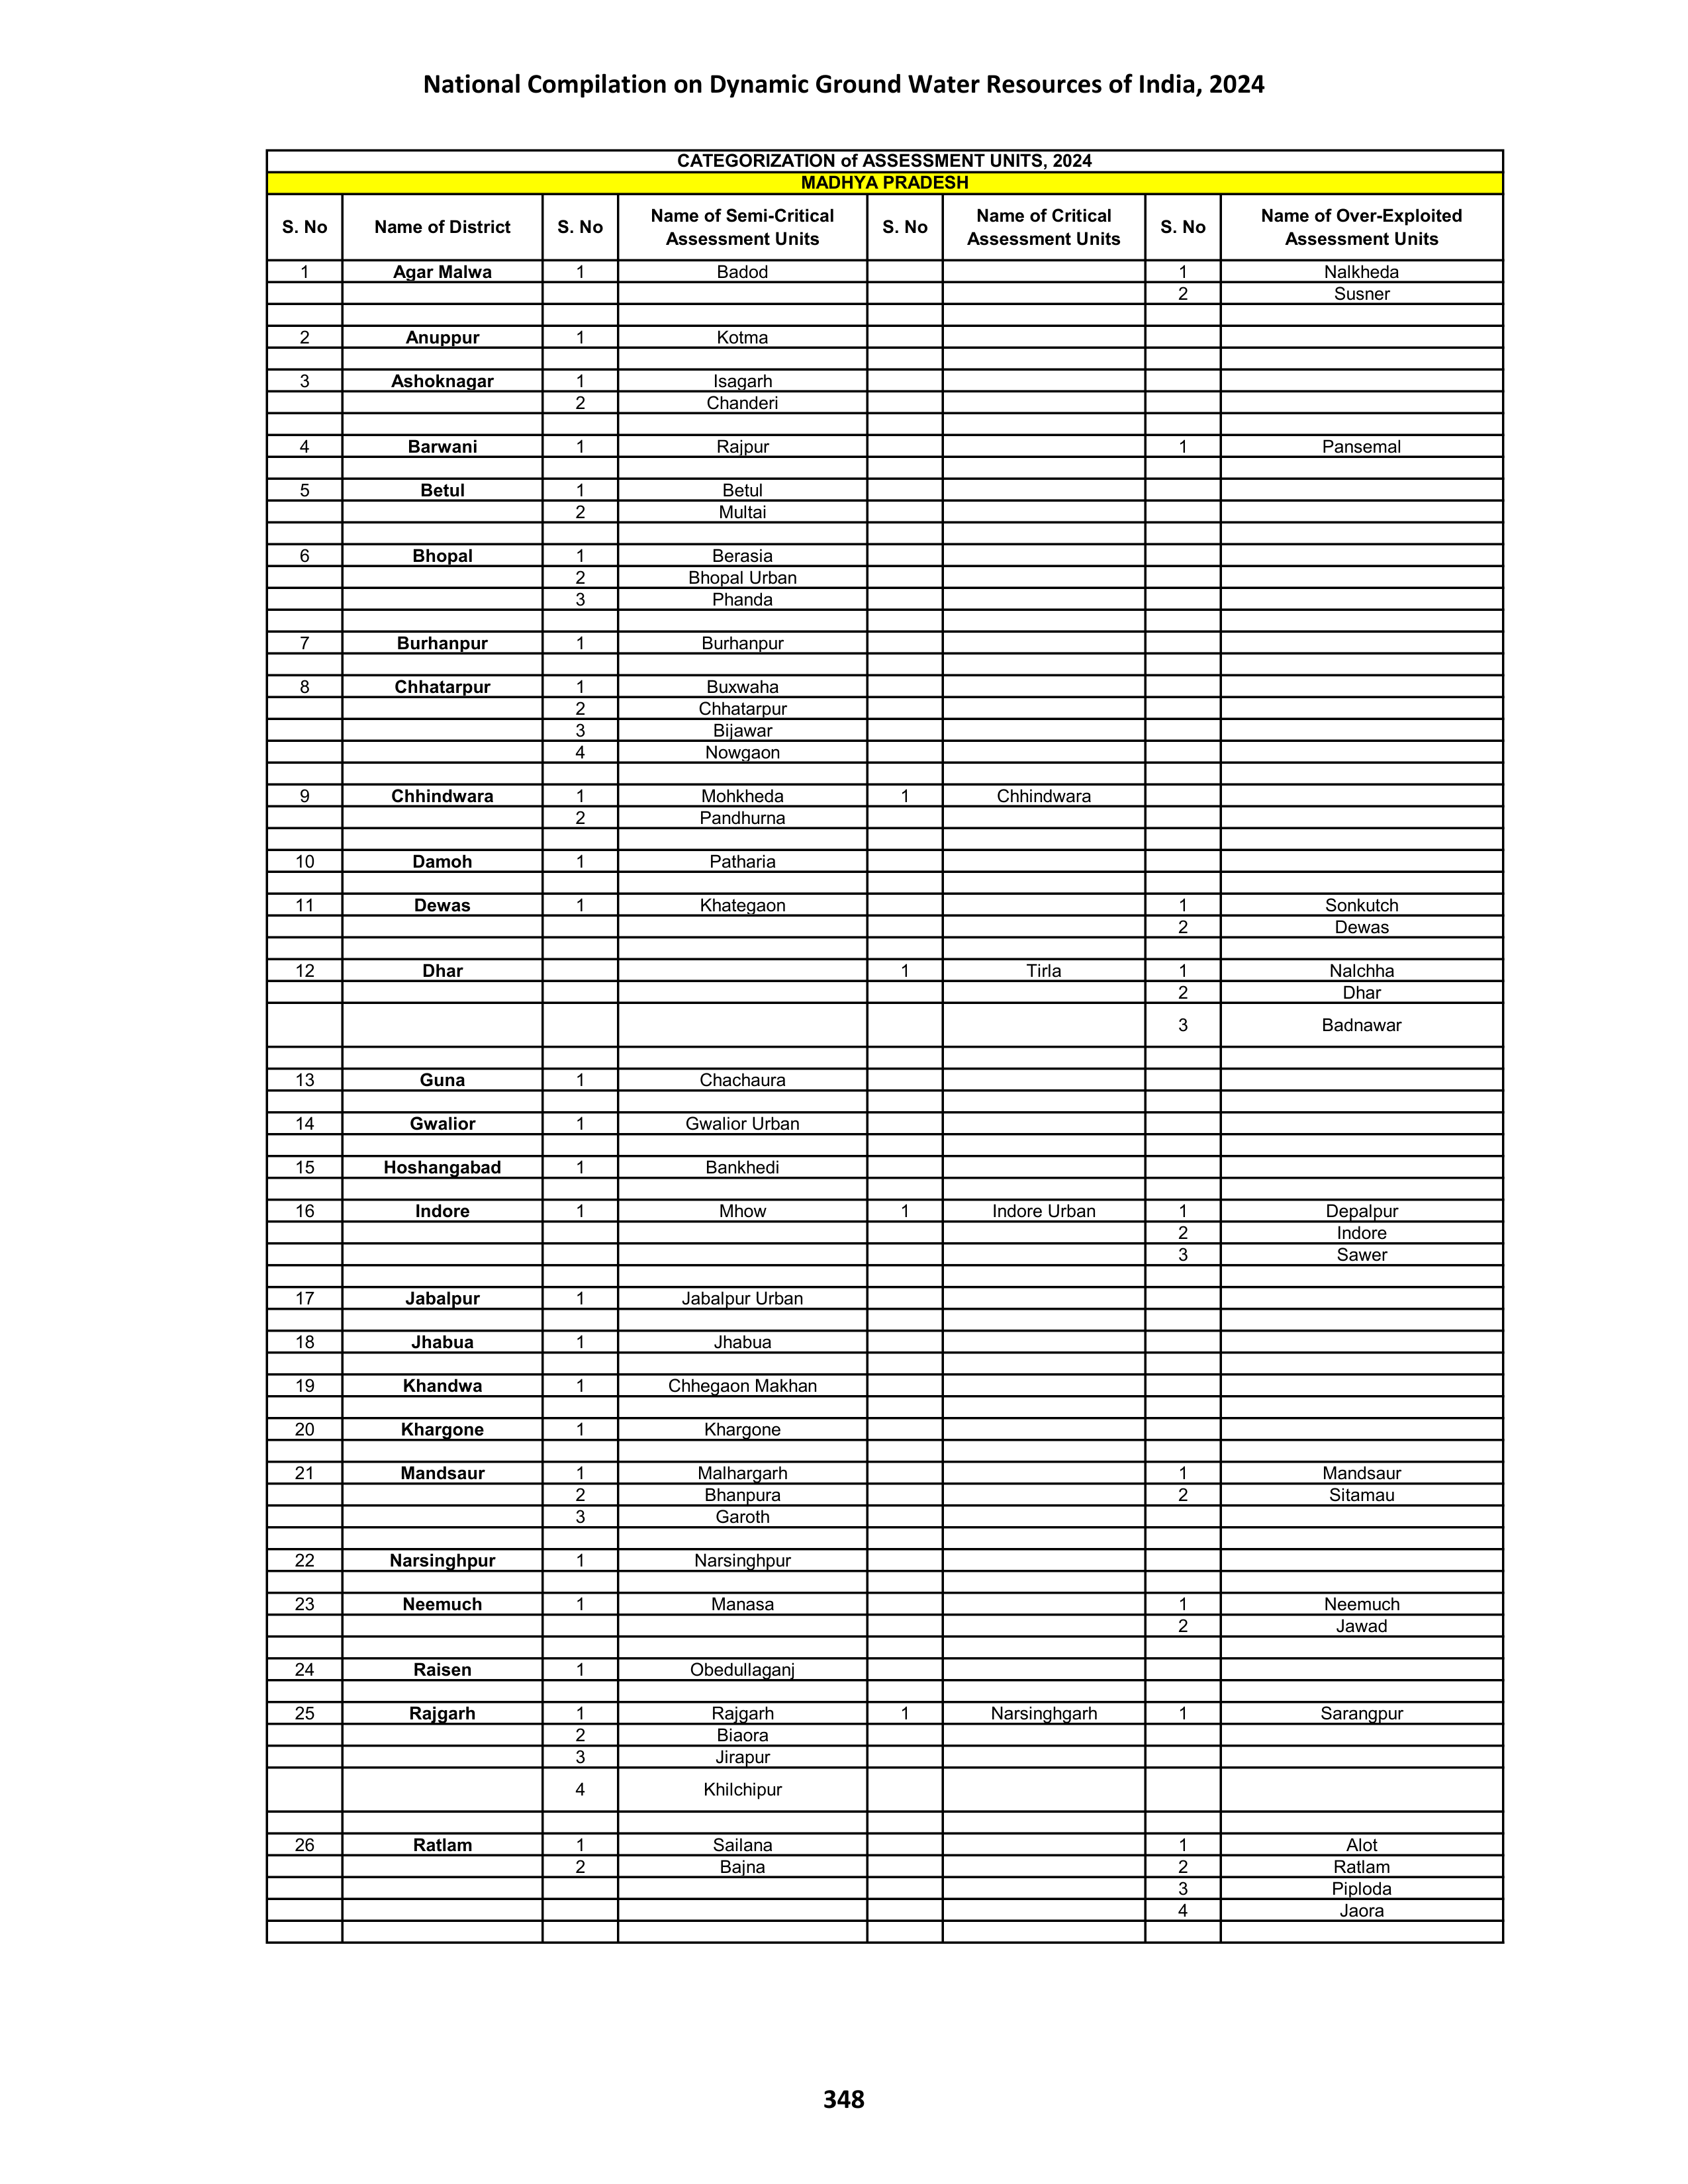 National Compilation on Dynamic Ground Water Resources of India, 2024
CATEGORIZATION of ASSESSMENT UNITS, 2024
MADHYA PRADESH
S. No Name of District S. No Name of Semi-Critical Assessment Units S. No Name of Critical Assessment Units S. No Name of Over-Exploited Assessment Units
1 Agar Malwa 1 Badod 1 Nalkheda
2 Susner
2 Anuppur 1 Kotma
3 Ashoknagar 1 Isagarh
2 Chanderi
4 Barwani 1 Rajpur 1 Pansemal
5 Betul 1 Betul
2 Multai
6 Bhopal 1 Berasia
2 Bhopal Urban
3 Phanda
7 Burhanpur 1 Burhanpur
8 Chhatarpur 1 Buxwaha
2 Chhatarpur
3 Bijawar
4 Nowgaon
9 Chhindwara 1 Mohkheda 1 Chhindwara
2 Pandhurna
10 Damoh 1 Patharia
11 Dewas 1 Khategaon 1 Sonkutch
2 Dewas
12 Dhar 1 Tirla 1 Nalchha
2 Dhar
3 Badnawar
13 Guna 1 Chachaura
14 Gwalior 1 Gwalior Urban
15 Hoshangabad 1 Bankhedi
16 Indore 1 Mhow 1 Indore Urban 1 Depalpur
2 Indore
3 Sawer
17 Jabalpur 1 Jabalpur Urban
18 Jhabua 1 Jhabua
19 Khandwa 1 Chhegaon Makhan
20 Khargone 1 Khargone
21 Mandsaur 1 Malhargarh 1 Mandsaur
2 Bhanpura 2 Sitamau
3 Garoth
22 Narsinghpur 1 Narsinghpur
23 Neemuch 1 Manasa 1 Neemuch
2 Jawad
24 Raisen 1 Obedullaganj
25 Rajgarh 1 Rajgarh 1 Narsinghgarh 1 Sarangpur
2 Biaora
3 Jirapur
4 Khilchipur
26 Ratlam 1 Sailana 1 Alot
2 Bajna 2 Ratlam
3 Piploda
4 Jaora
348